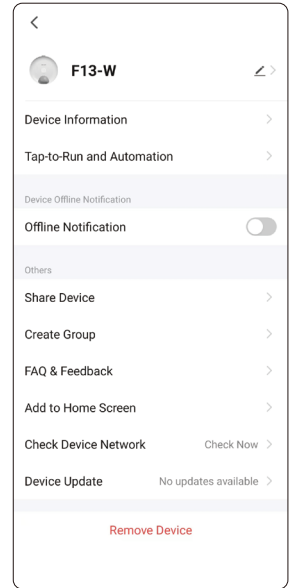 F13-W
Device Information
Tap-to-Run and Automation
Device Offline Notification
Offline Notification
Others
Share Device
Create Group
FAQ & Feedback
Add to Home Screen
Check Device Network Check Now
Device Update No updates available
Remove Device